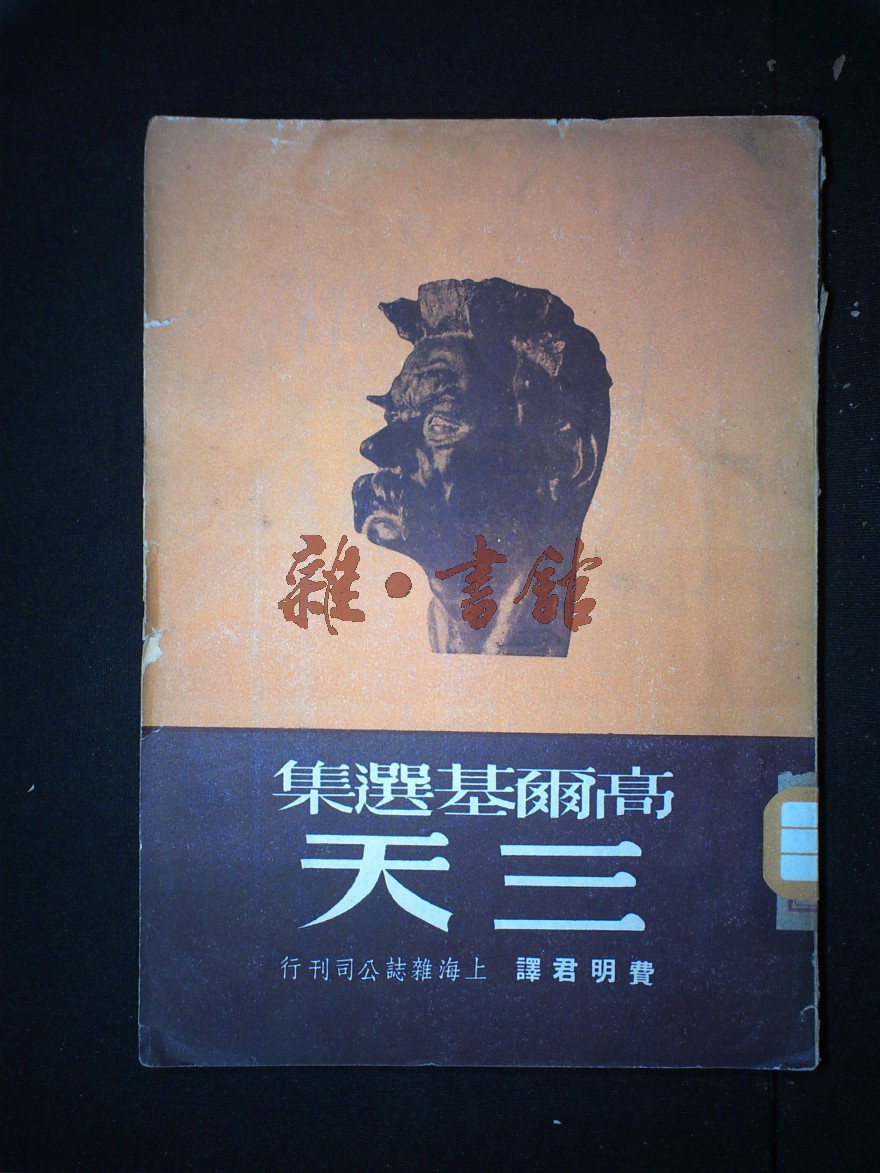 雜·書館
高爾基選集
三天
費明君譯 上海雜誌公司刊行